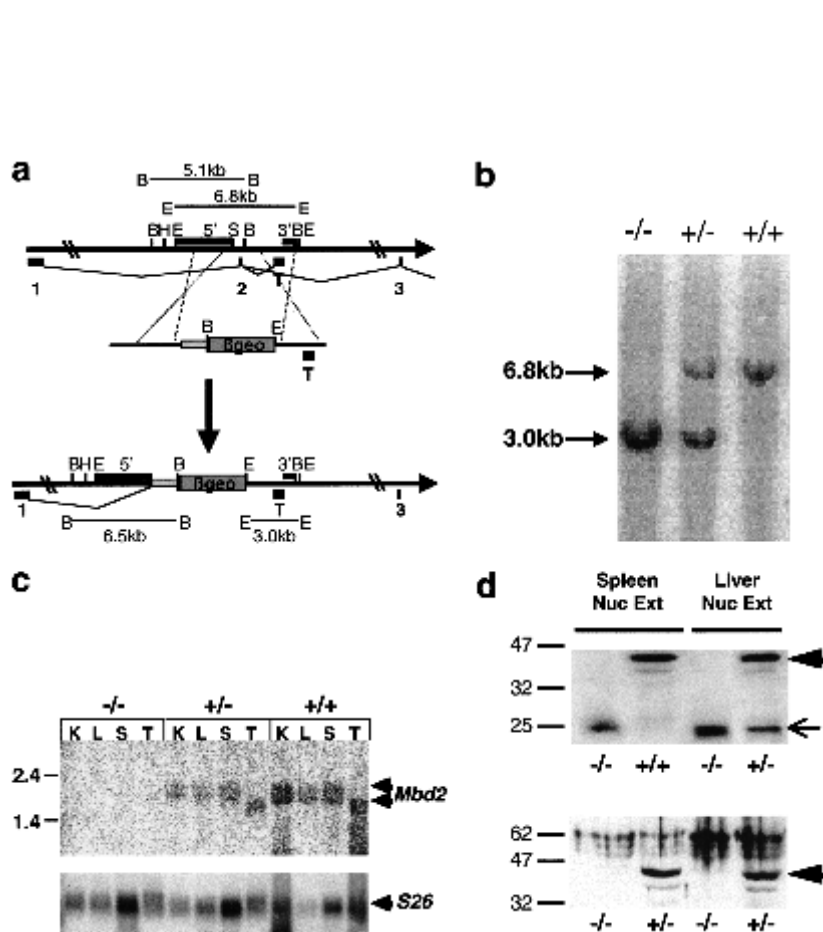 a
5.1kb
B B
6.8kb
E E
BHE 5' S B 3'BE
T
1 2 3
B E
βgeo
T
BHE 5' B E 3'BE
βgeo
1 T 3
B B E E
6.5kb 3.0kb
b
-/- +/- +/+
6.8kb
3.0kb
c
-/- +/- +/+
K L S T K L S T K L S T
2.4
Mbd2
1.4
S26
d
Spleen Liver
Nuc Ext Nuc Ext
47
32
25
-/- +/+ -/- +/-
62
47
32
-/- +/- -/- +/-